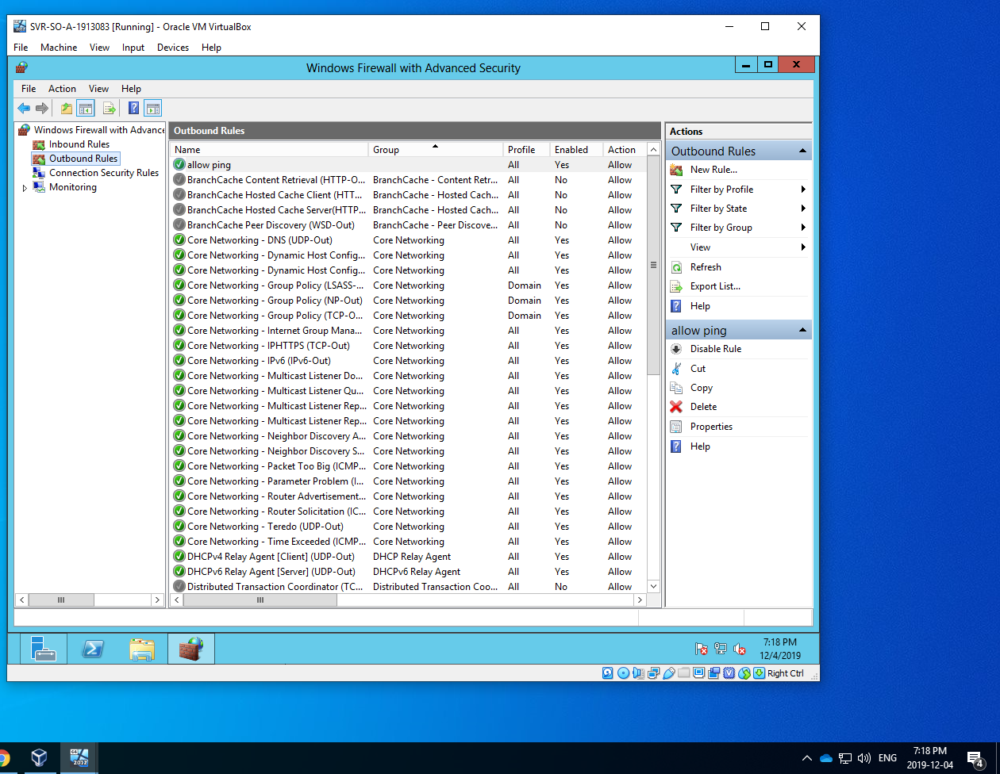 SVR-SO-A-1913083 [Running] - Oracle VM VirtualBox
File Machine View Input Devices Help
Windows Firewall with Advanced Security
File Action View Help
Windows Firewall with Advance
Inbound Rules
Outbound Rules
Connection Security Rules
Monitoring
Outbound Rules
Name Group Profile Enabled Action
allow ping All Yes Allow
BranchCache Content Retrieval (HTTP-O... BranchCache - Content Retr... All No Allow
BranchCache Hosted Cache Client (HTT... BranchCache - Hosted Cach... All No Allow
BranchCache Hosted Cache Server(HTTP... BranchCache - Hosted Cach... All No Allow
BranchCache Peer Discovery (WSD-Out) BranchCache - Peer Discove... All No Allow
Core Networking - DNS (UDP-Out) Core Networking All Yes Allow
Core Networking - Dynamic Host Config... Core Networking All Yes Allow
Core Networking - Dynamic Host Config... Core Networking All Yes Allow
Core Networking - Group Policy (LSASS-... Core Networking Domain Yes Allow
Core Networking - Group Policy (NP-Out) Core Networking Domain Yes Allow
Core Networking - Group Policy (TCP-O... Core Networking Domain Yes Allow
Core Networking - Internet Group Mana... Core Networking All Yes Allow
Core Networking - IPHTTPS (TCP-Out) Core Networking All Yes Allow
Core Networking - IPv6 (IPv6-Out) Core Networking All Yes Allow
Core Networking - Multicast Listener Do... Core Networking All Yes Allow
Core Networking - Multicast Listener Qu... Core Networking All Yes Allow
Core Networking - Multicast Listener Rep... Core Networking All Yes Allow
Core Networking - Multicast Listener Rep... Core Networking All Yes Allow
Core Networking - Neighbor Discovery A... Core Networking All Yes Allow
Core Networking - Neighbor Discovery S... Core Networking All Yes Allow
Core Networking - Packet Too Big (ICMP... Core Networking All Yes Allow
Core Networking - Parameter Problem (I... Core Networking All Yes Allow
Core Networking - Router Advertisement... Core Networking All Yes Allow
Core Networking - Router Solicitation (IC... Core Networking All Yes Allow
Core Networking - Teredo (UDP-Out) Core Networking All Yes Allow
Core Networking - Time Exceeded (ICMP... Core Networking All Yes Allow
DHCPv4 Relay Agent [Client] (UDP-Out) DHCP Relay Agent All Yes Allow
DHCPv6 Relay Agent [Server] (UDP-Out) DHCPv6 Relay Agent All Yes Allow
Distributed Transaction Coordinator (TC... Distributed Transaction Coo... All No Allow
Actions
Outbound Rules
New Rule...
Filter by Profile
Filter by State
Filter by Group
View
Refresh
Export List...
Help
allow ping
Disable Rule
Cut
Copy
Delete
Properties
Help
7:18 PM
12/4/2019
Right Ctrl
64
2012
ENG
7:18 PM
2019-12-04
4